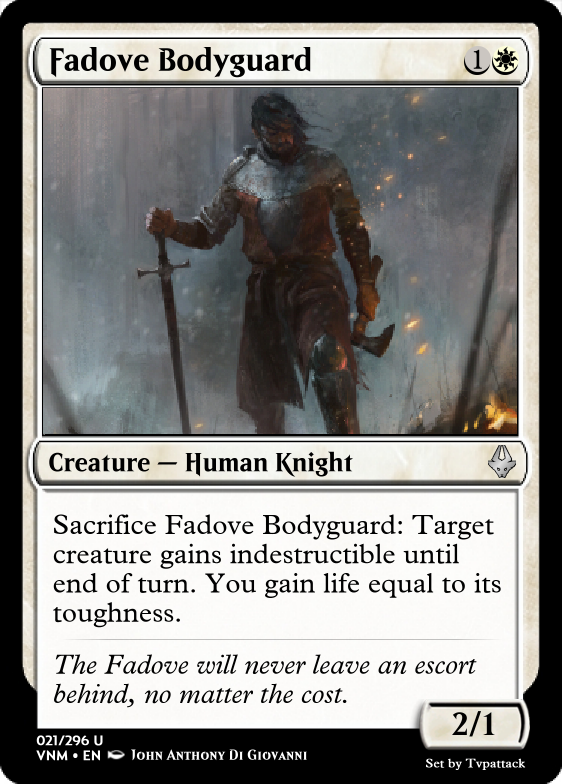 Fadove Bodyguard 1
Creature — Human Knight
Sacrifice Fadove Bodyguard: Target
creature gains indestructible until
end of turn. You gain life equal to its
toughness.
The Fadove will never leave an escort
behind, no matter the cost.
2/1
021/296 U
VNM • EN John Anthony Di Giovanni
Set by Tvpattack